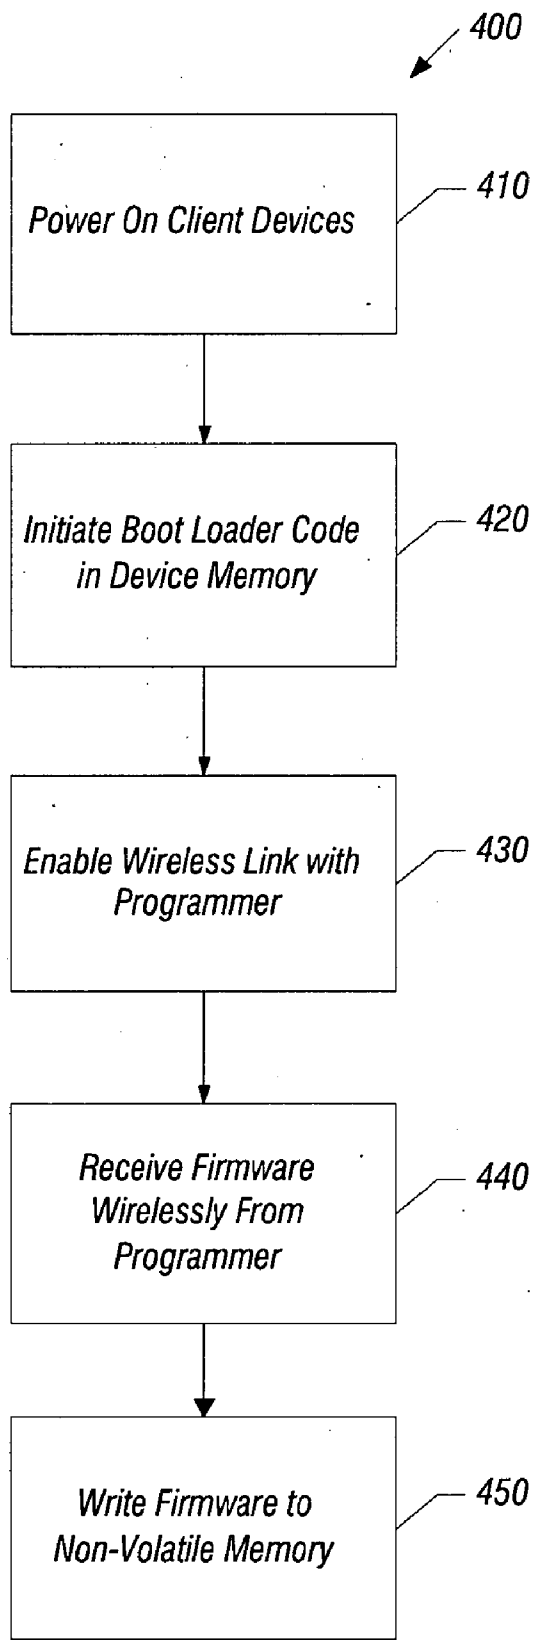 400
Power On Client Devices
410
Initiate Boot Loader Code
in Device Memory
420
Enable Wireless Link with
Programmer
430
Receive Firmware
Wirelessly From
Programmer
440
Write Firmware to
Non-Volatile Memory
450